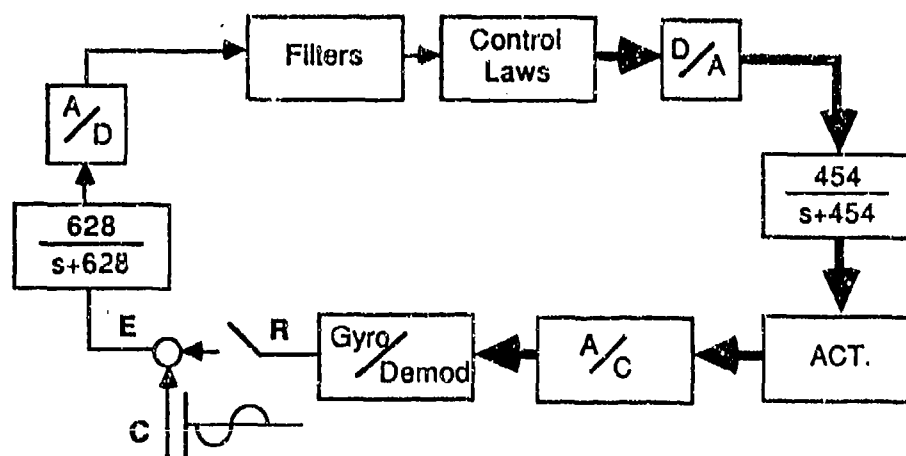 Filters
Control
Laws
D/A
A/D
454
s+454
628
s+628
E
R
Gyro/Demod
A/C
ACT.
C